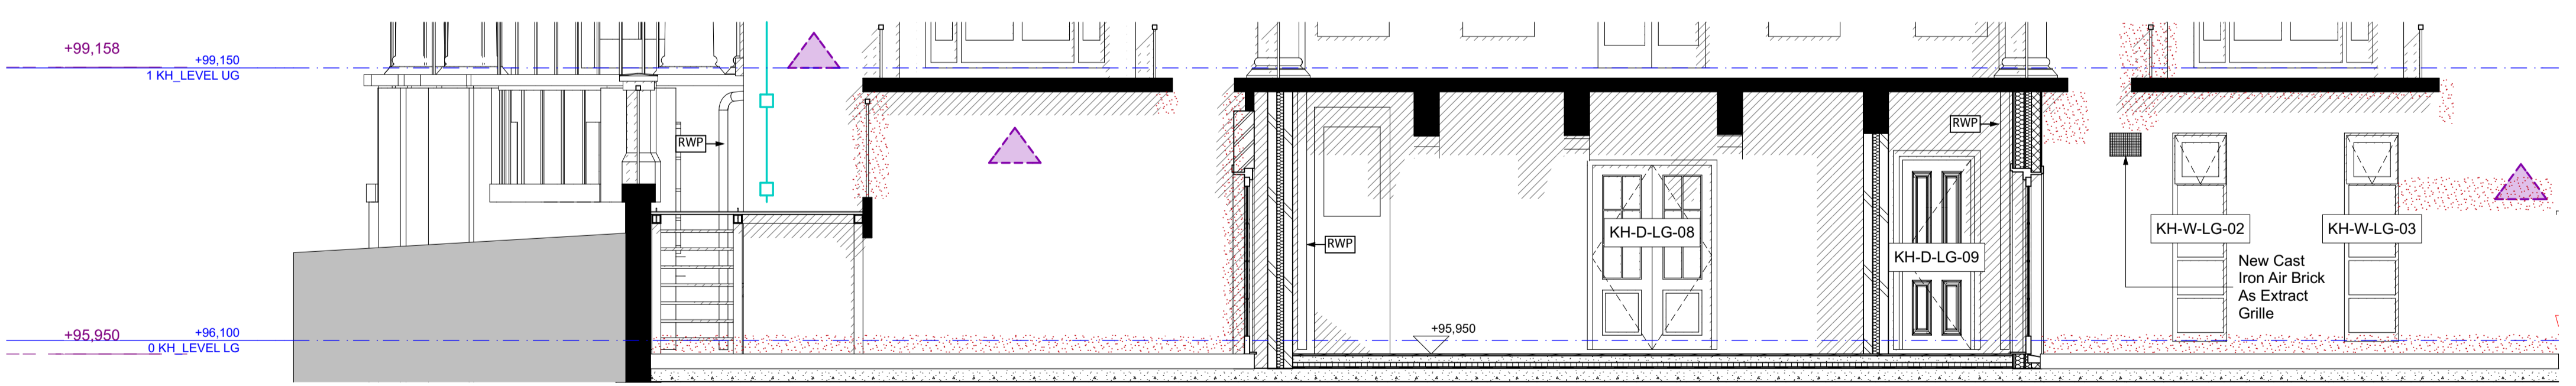 +99,158
+99,150
1 KH_LEVEL UG
RWP
RWP
RWP
KH-D-LG-08
KH-D-LG-09
KH-W-LG-02
KH-W-LG-03
New Cast
Iron Air Brick
As Extract
Grille
+95,950
+96,100
0 KH_LEVEL LG
+95,950